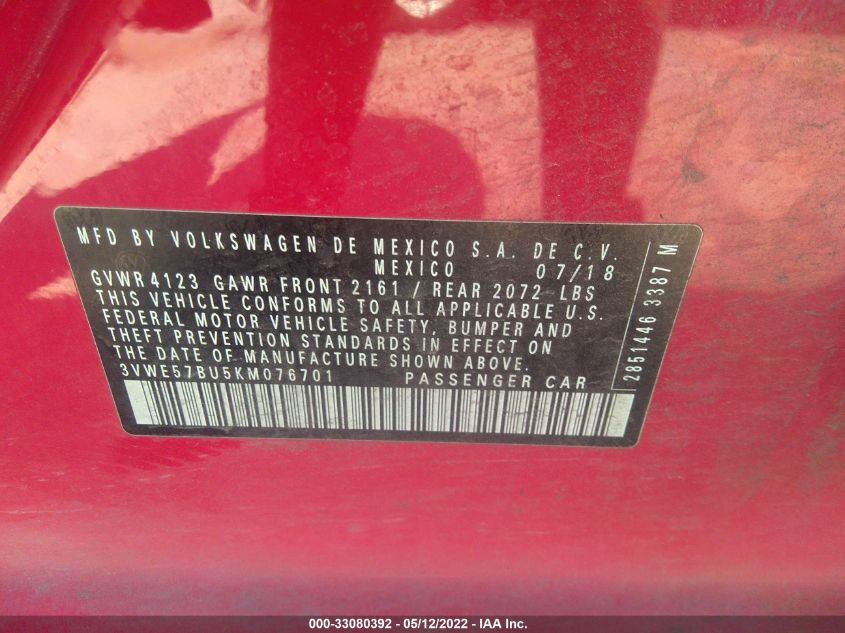 MFD BY VOLKSWAGEN DE MEXICO S.A. DE C.V.
MEXICO 07/18
GVWR 4123 GAWR FRONT 2161 / REAR 2072 LBS
THIS VEHICLE CONFORMS TO ALL APPLICABLE U.S.
FEDERAL MOTOR VEHICLE SAFETY, BUMPER AND
THEFT PREVENTION STANDARDS IN EFFECT ON
THE DATE OF MANUFACTURE SHOWN ABOVE.
3VWE57BU5KM076701 PASSENGER CAR
2851446 3387 M
000-33080392 - 05/12/2022 - IAA Inc.